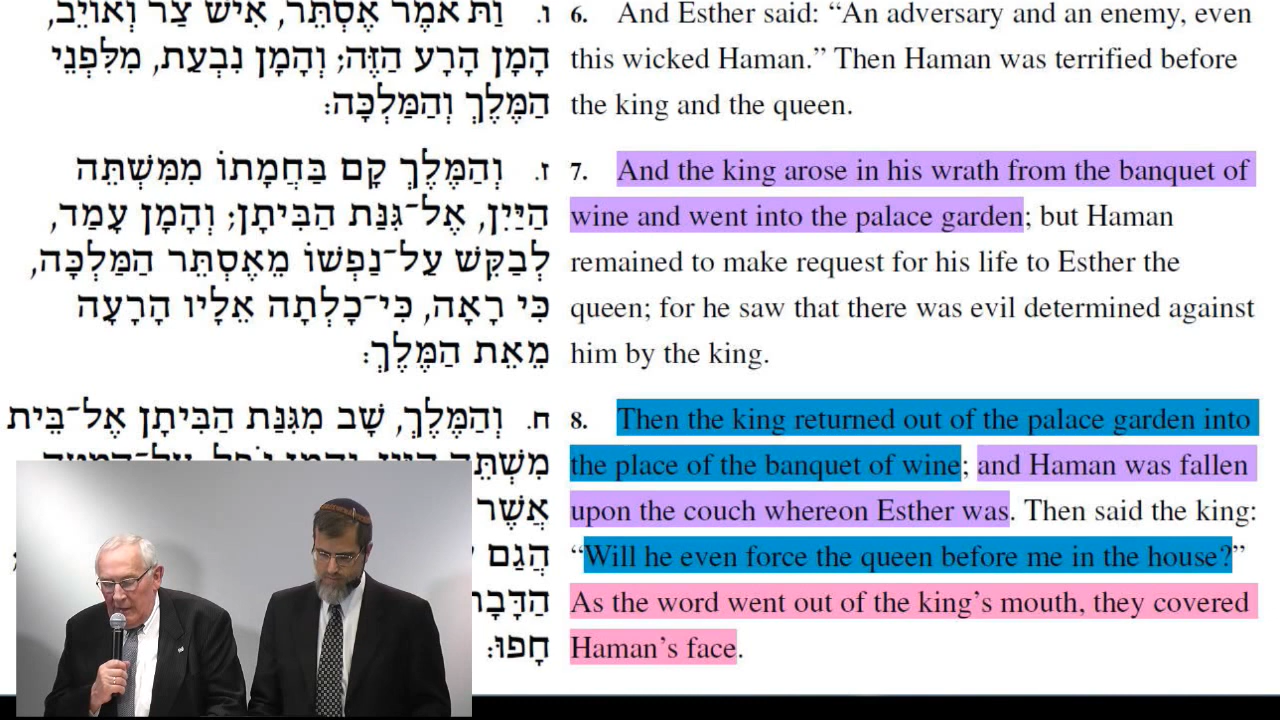 ו. וַתֹּאמֶר אֶסְתֵּר, אִישׁ צַר וְאוֹיֵב,
הָמָן הָרָע הַזֶּה; וְהָמָן נִבְעַת, מִלִּפְנֵי
הַמֶּלֶךְ וְהַמַּלְכָּה:
6. And Esther said: “An adversary and an enemy, even
this wicked Haman.” Then Haman was terrified before
the king and the queen.
ז. וְהַמֶּלֶךְ קָם בַּחֲמָתוֹ מִמִּשְׁתֵּה
הַיַּיִן, אֶל־גִּנַּת הַבִּיתָן; וְהָמָן עָמַד,
לְבַקֵּשׁ עַל־נַפְשׁוֹ מֵאֶסְתֵּר הַמַּלְכָּה,
כִּי רָאָה, כִּי־כָלְתָה אֵלָיו הָרָעָה
מֵאֵת הַמֶּלֶךְ:
7. And the king arose in his wrath from the banquet of
wine and went into the palace garden; but Haman
remained to make request for his life to Esther the
queen; for he saw that there was evil determined against
him by the king.
ח. וְהַמֶּלֶךְ, שָׁב מִגִּנַּת הַבִּיתָן אֶל־בֵּית
מִשְׁתֵּה
אֲשֶׁר
הֲגַם
הַדָּבָר
חָפוּ:
8. Then the king returned out of the palace garden into
the place of the banquet of wine; and Haman was fallen
upon the couch whereon Esther was. Then said the king:
“Will he even force the queen before me in the house?”
As the word went out of the king’s mouth, they covered
Haman’s face.